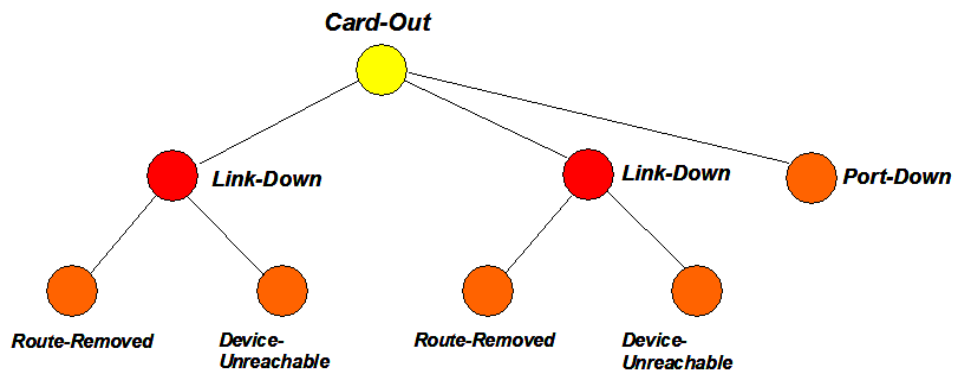 Card-Out
Link-Down
Link-Down
Port-Down
Route-Removed
Device-
Unreachable
Route-Removed
Device-
Unreachable